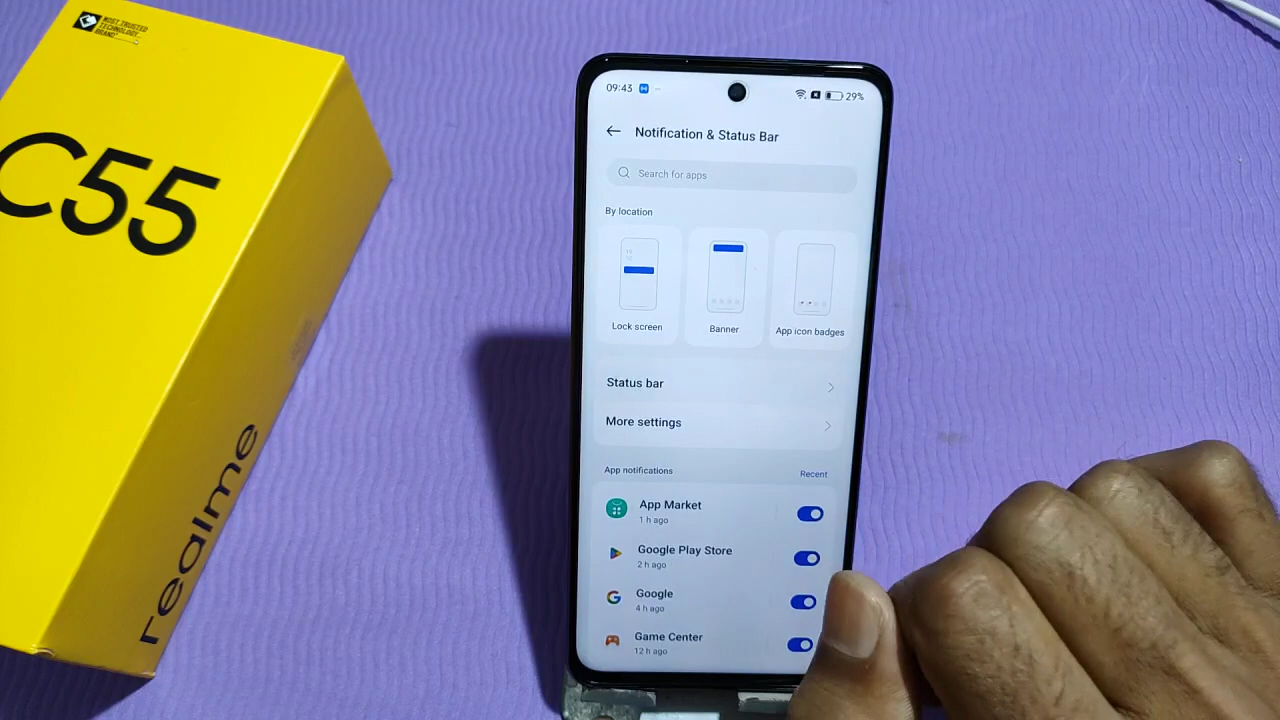 MOST TRUSTED
TECHNOLOGY
BRAND
C55
realme
09:43
29%
Notification & Status Bar
Search for apps
By location
Lock screen
Banner
App icon badges
Status bar
More settings
App notifications
Recent
App Market
1 h ago
Google Play Store
2 h ago
Google
4 h ago
Game Center
12 h ago